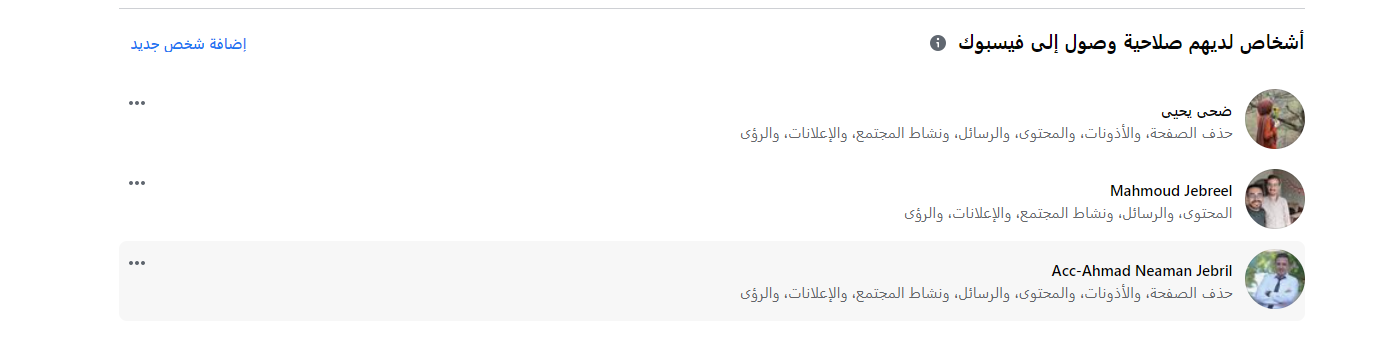 أشخاص لديهم صلاحية وصول إلى فيسبوك
إضافة شخص جديد
ضحى يحيى
حذف الصفحة، والأذونات، والمحتوى، والرسائل، ونشاط المجتمع، والإعلانات، والرؤى
Mahmoud Jebreel
المحتوى، والرسائل، ونشاط المجتمع، والإعلانات، والرؤى
Acc-Ahmad Neaman Jebril
حذف الصفحة، والأذونات، والمحتوى، والرسائل، ونشاط المجتمع، والإعلانات، والرؤى